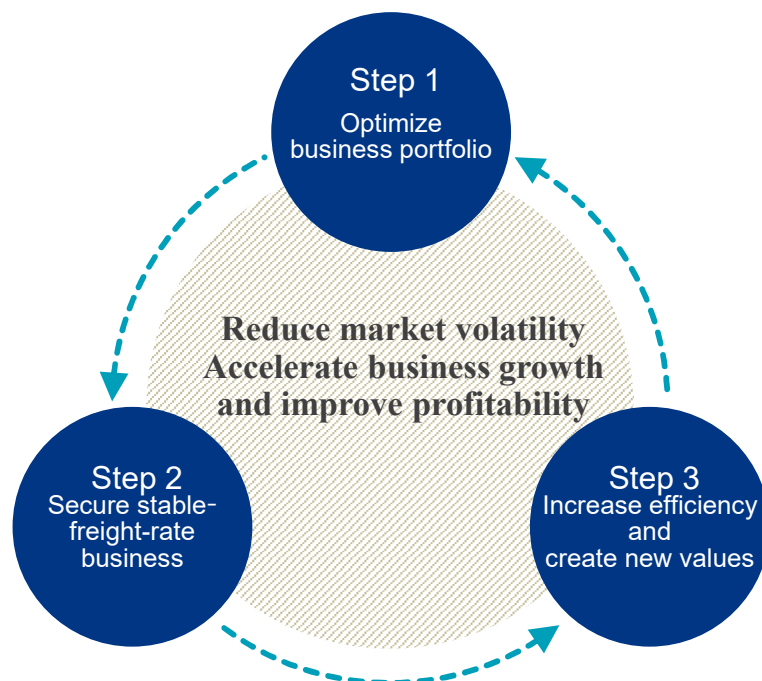 Step 1
Optimize
business portfolio
Reduce market volatility
Accelerate business growth
and improve profitability
Step 2
Secure stable-
freight-rate
business
Step 3
Increase efficiency
and
create new values